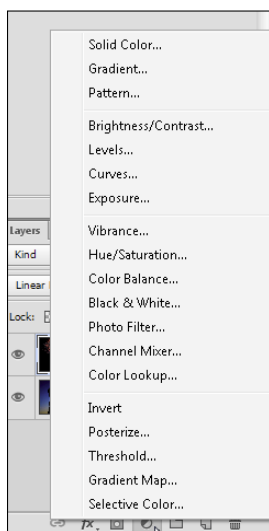 Solid Color...
Gradient...
Pattern...
Brightness/Contrast...
Levels...
Curves...
Exposure...
Layers
Kind
Vibrance...
Hue/Saturation...
Color Balance...
Linear
Black & White...
Lock:
Photo Filter...
Channel Mixer...
Color Lookup...
Invert
Posterize...
Threshold...
Gradient Map...
Selective Color...
fx